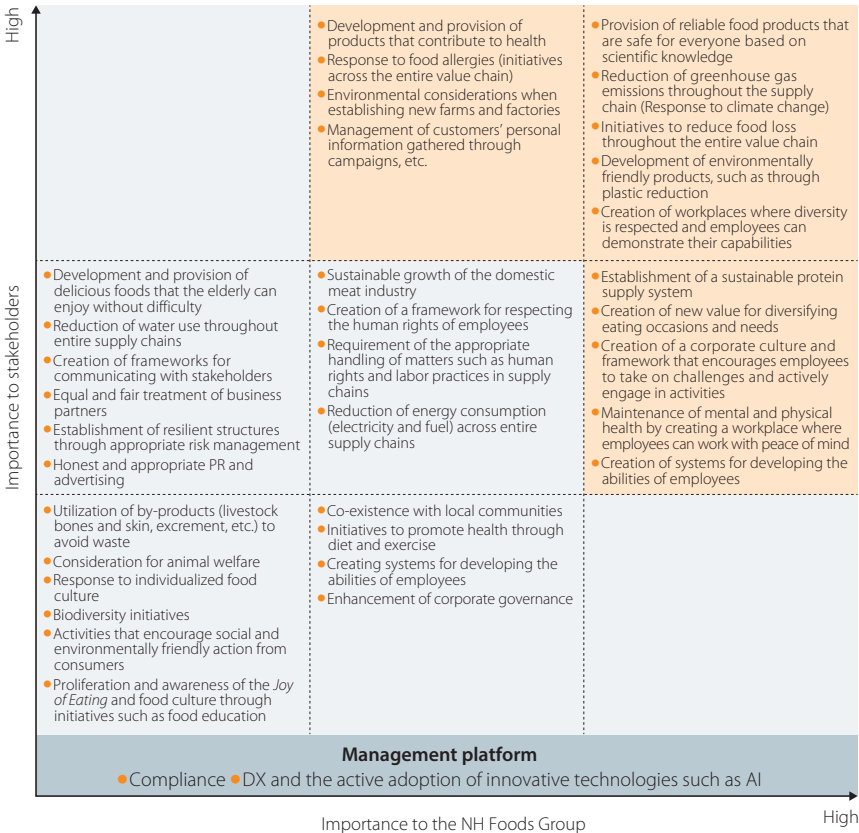 High
Importance to stakeholders
● Development and provision of
products that contribute to health
● Response to food allergies (initiatives
across the entire value chain)
● Environmental considerations when
establishing new farms and factories
● Management of customers’ personal
information gathered through
campaigns, etc.
● Provision of reliable food products that
are safe for everyone based on
scientific knowledge
● Reduction of greenhouse gas
emissions throughout the supply
chain (Response to climate change)
● Initiatives to reduce food loss
throughout the entire value chain
● Development of environmentally
friendly products, such as through
plastic reduction
● Creation of workplaces where diversity
is respected and employees can
demonstrate their capabilities
● Development and provision of
delicious foods that the elderly can
enjoy without difficulty
● Reduction of water use throughout
entire supply chains
● Creation of frameworks for
communicating with stakeholders
● Equal and fair treatment of business
partners
● Establishment of resilient structures
through appropriate risk management
● Honest and appropriate PR and
advertising
● Sustainable growth of the domestic
meat industry
● Creation of a framework for respecting
the human rights of employees
● Requirement of the appropriate
handling of matters such as human
rights and labor practices in supply
chains
● Reduction of energy consumption
(electricity and fuel) across entire
supply chains
● Establishment of a sustainable protein
supply system
● Creation of new value for diversifying
eating occasions and needs
● Creation of a corporate culture and
framework that encourages employees
to take on challenges and actively
engage in activities
● Maintenance of mental and physical
health by creating a workplace where
employees can work with peace of mind
● Creation of systems for developing the
abilities of employees
● Utilization of by-products (livestock
bones and skin, excrement, etc.) to
avoid waste
● Consideration for animal welfare
● Response to individualized food
culture
● Biodiversity initiatives
● Activities that encourage social and
environmentally friendly action from
consumers
● Proliferation and awareness of the Joy
of Eating and food culture through
initiatives such as food education
● Co-existence with local communities
● Initiatives to promote health through
diet and exercise
● Creating systems for developing the
abilities of employees
● Enhancement of corporate governance
Management platform
● Compliance ● DX and the active adoption of innovative technologies such as AI
Importance to the NH Foods Group
High